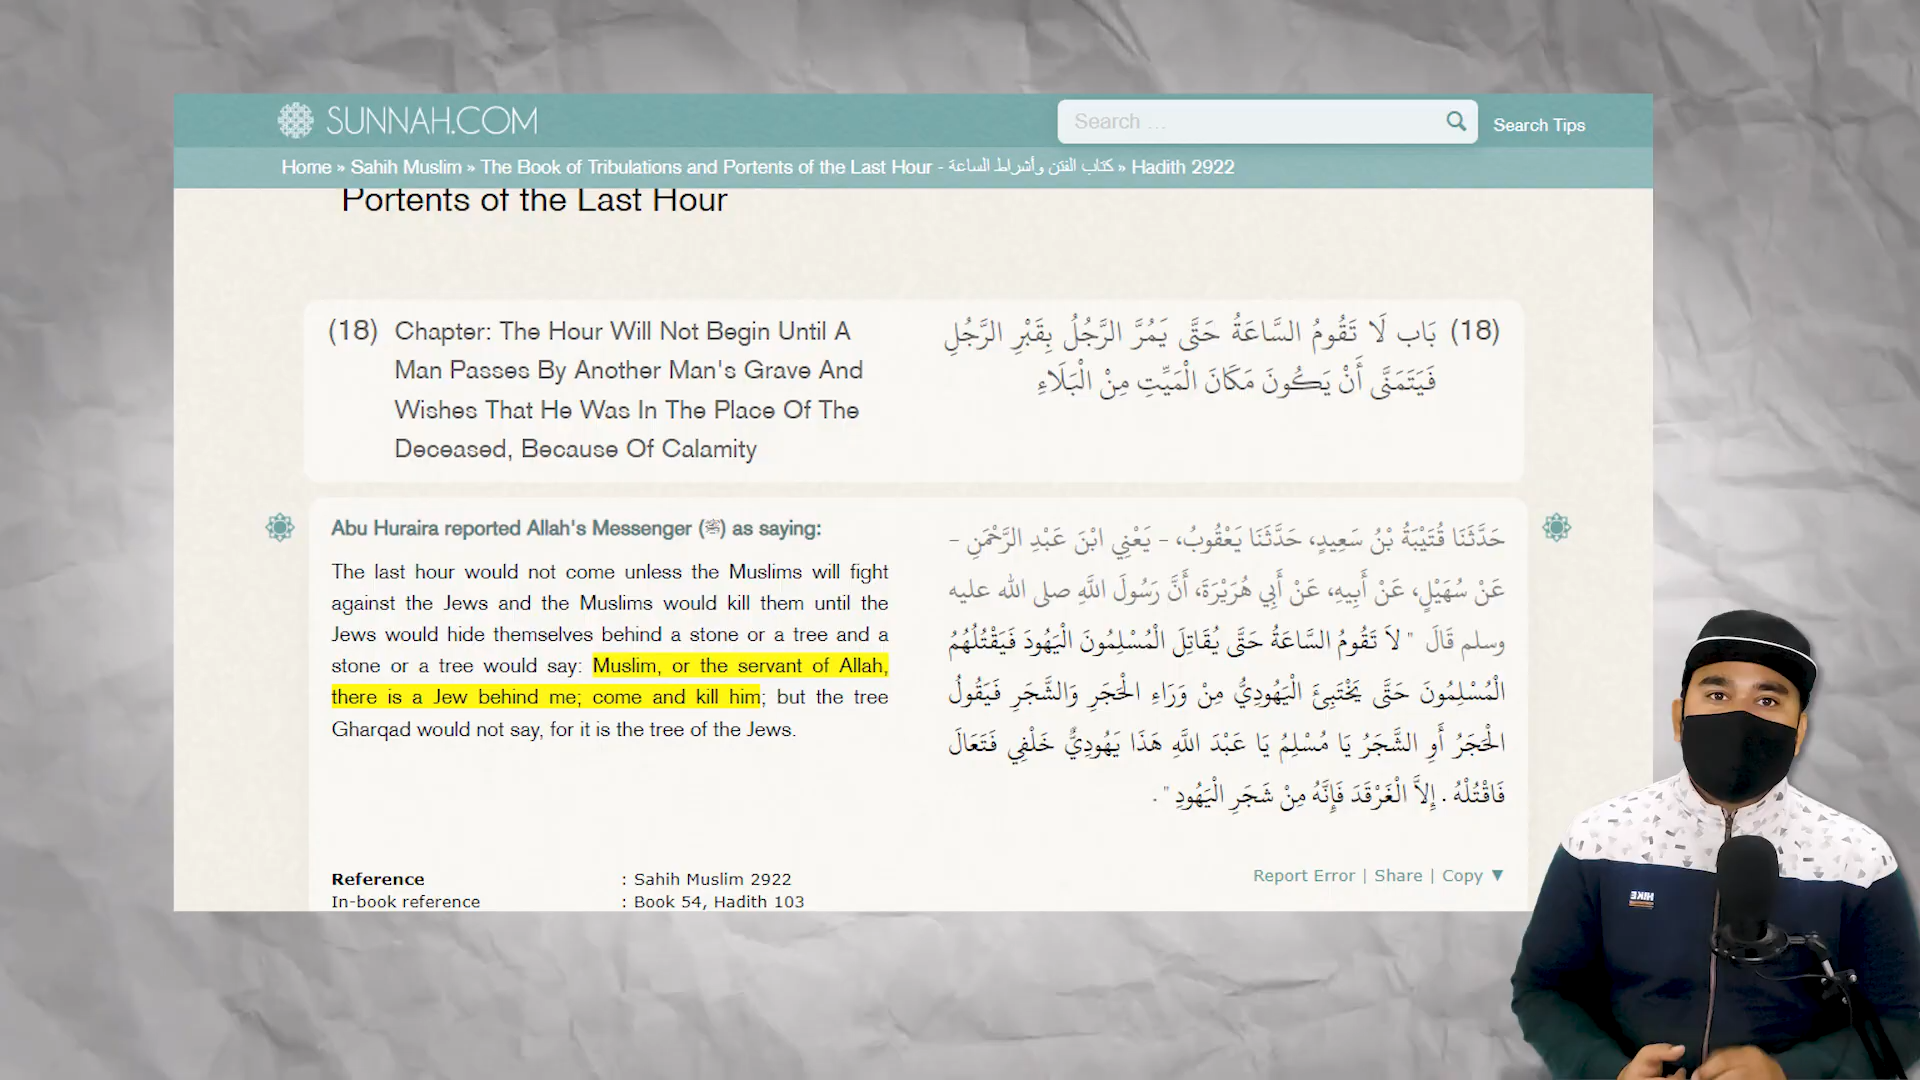 SUNNAH.COM
Search ...
Search Tips
Home » Sahih Muslim » The Book of Tribulations and Portents of the Last Hour - كتاب الفتن وأشراط الساعة » Hadith 2922
Portents of the Last Hour
(18) Chapter: The Hour Will Not Begin Until A
Man Passes By Another Man's Grave And
Wishes That He Was In The Place Of The
Deceased, Because Of Calamity
(18) بَاب لَا تَقُومُ السَّاعَةُ حَتَّى يَمُرَّ الرَّجُلُ بِقَبْرِ الرَّجُلِ
فَيَتَمَنَّى أَنْ يَكُونَ مَكَانَ الْمَيِّتِ مِنْ الْبَلَاءِ
Abu Huraira reported Allah's Messenger (ﷺ) as saying:
The last hour would not come unless the Muslims will fight
against the Jews and the Muslims would kill them until the
Jews would hide themselves behind a stone or a tree and a
stone or a tree would say: Muslim, or the servant of Allah,
there is a Jew behind me; come and kill him; but the tree
Gharqad would not say, for it is the tree of the Jews.
حَدَّثَنَا قُتَيْبَةُ بْنُ سَعِيدٍ، حَدَّثَنَا يَعْقُوبُ، - يَعْنِي ابْنَ عَبْدِ الرَّحْمَنِ -
عَنْ سُهَيْلٍ، عَنْ أَبِيهِ، عَنْ أَبِي هُرَيْرَةَ، أَنَّ رَسُولَ اللَّهِ صلى الله عليه
وسلم قَالَ " لاَ تَقُومُ السَّاعَةُ حَتَّى يُقَاتِلَ الْمُسْلِمُونَ الْيَهُودَ فَيَقْتُلُهُمُ
الْمُسْلِمُونَ حَتَّى يَخْتَبِئَ الْيَهُودِيُّ مِنْ وَرَاءِ الْحَجَرِ وَالشَّجَرِ فَيَقُولُ
الْحَجَرُ أَوِ الشَّجَرُ يَا مُسْلِمُ يَا عَبْدَ اللَّهِ هَذَا يَهُودِيٌّ خَلْفِي فَتَعَالَ
فَاقْتُلْهُ . إِلاَّ الْغَرْقَدَ فَإِنَّهُ مِنْ شَجَرِ الْيَهُودِ " .
Reference : Sahih Muslim 2922
In-book reference : Book 54, Hadith 103
Report Error | Share | Copy ▼
HIKE